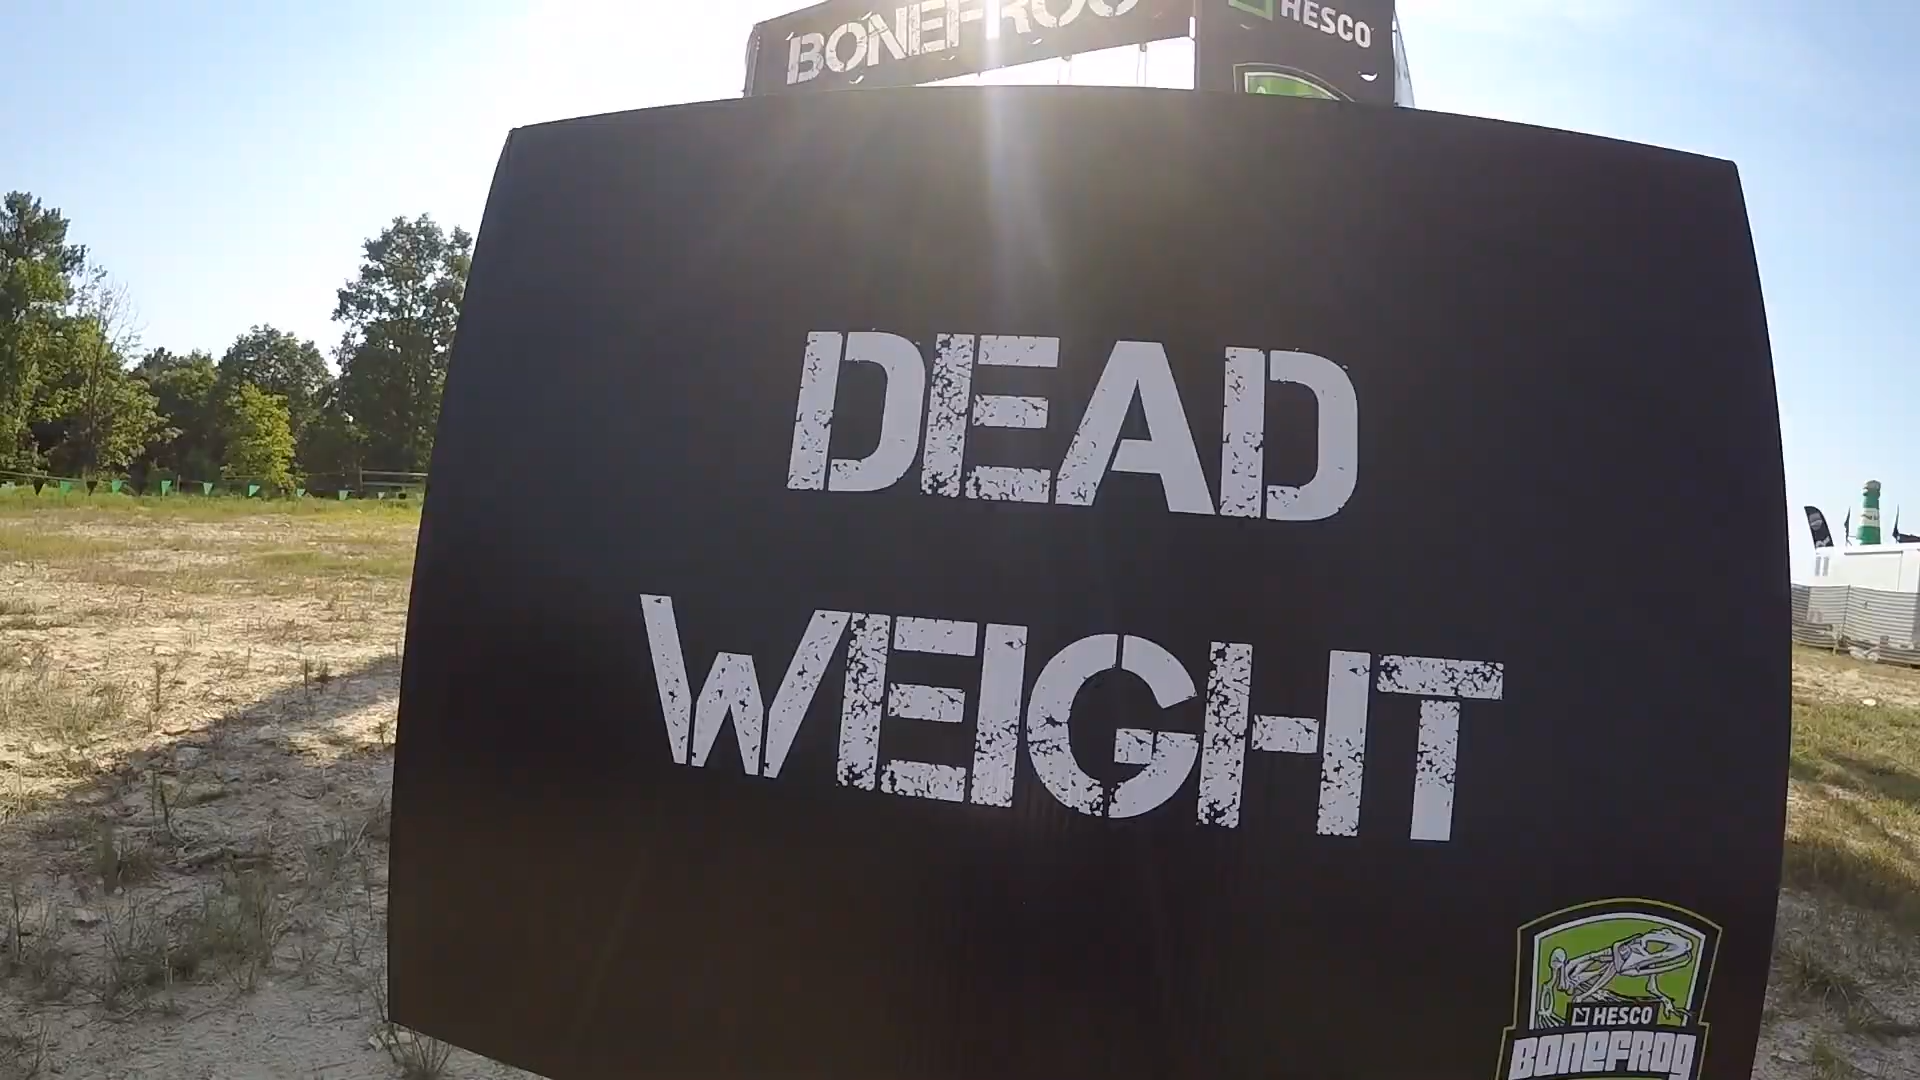 BONEFROG
HESCO
DEAD
WEIGHT
HESCO
BONEFROG